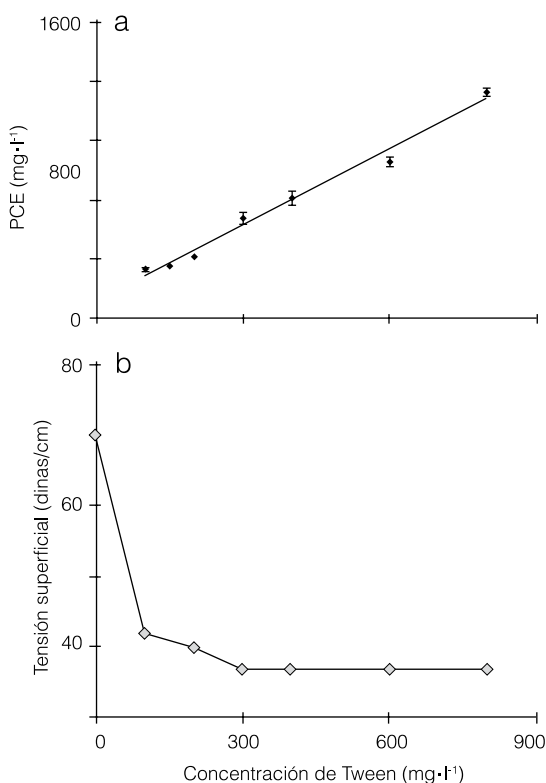 a
1600
800
0
PCE (mg·l⁻¹)
b
80
60
40
Tensión superficial (dinas/cm)
0 300 600 900
Concentración de Tween (mg·l⁻¹)